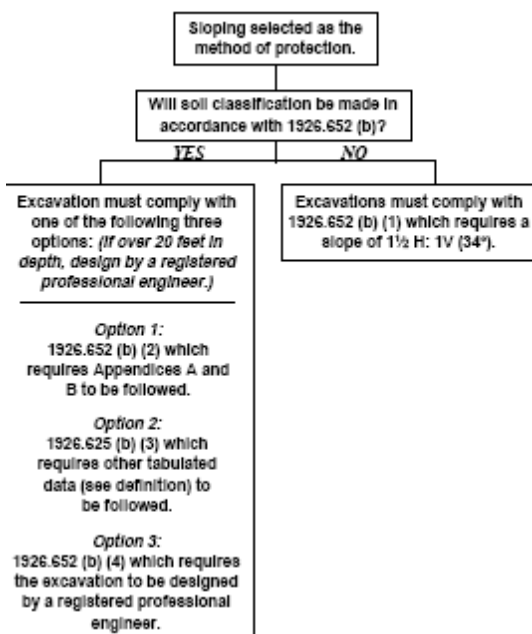 Sloping selected as the
method of protection.
Will soil classification be made in
accordance with 1926.652 (b)?
YES
NO
Excavation must comply with
one of the following three
options: (If over 20 feet in
depth, design by a registered
professional engineer.)
Option 1:
1926.652 (b) (2) which
requires Appendices A and
B to be followed.
Option 2:
1926.625 (b) (3) which
requires other tabulated
data (see definition) to
be followed.
Option 3:
1926.652 (b) (4) which requires
the excavation to be designed
by a registered professional
engineer.
Excavations must comply with
1926.652 (b) (1) which requires a
slope of 1½ H: 1V (34º).